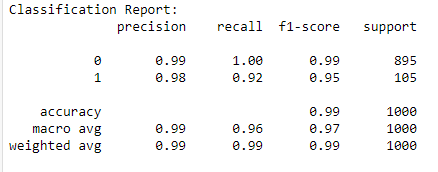 Classification Report:
precision recall f1-score support
0 0.99 1.00 0.99 895
1 0.98 0.92 0.95 105
accuracy 0.99 1000
macro avg 0.99 0.96 0.97 1000
weighted avg 0.99 0.99 0.99 1000